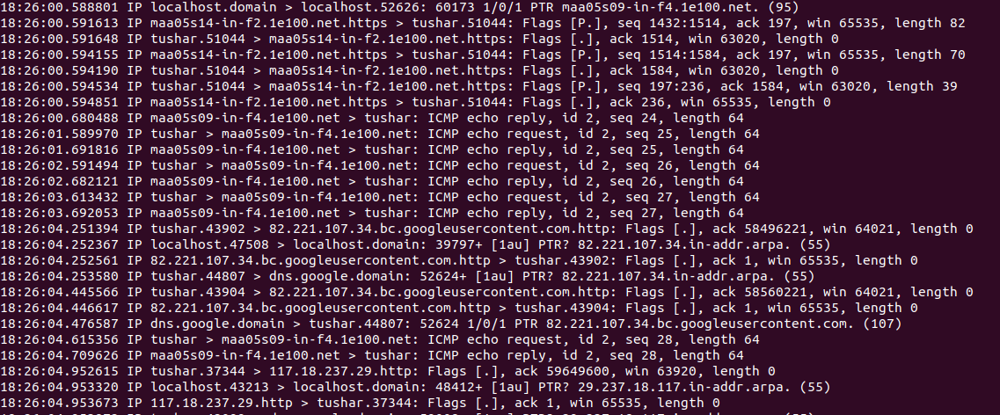 18:26:00.588801 IP localhost.domain > localhost.52626: 60173 1/0/1 PTR maa05s09-in-f4.1e100.net. (95)
18:26:00.591613 IP maa05s14-in-f2.1e100.net.https > tushar.51044: Flags [P.], seq 1432:1514, ack 197, win 65535, length 82
18:26:00.591648 IP tushar.51044 > maa05s14-in-f2.1e100.net.https: Flags [.], ack 1514, win 63020, length 0
18:26:00.594155 IP maa05s14-in-f2.1e100.net.https > tushar.51044: Flags [P.], seq 1514:1584, ack 197, win 65535, length 70
18:26:00.594190 IP tushar.51044 > maa05s14-in-f2.1e100.net.https: Flags [.], ack 1584, win 63020, length 0
18:26:00.594534 IP tushar.51044 > maa05s14-in-f2.1e100.net.https: Flags [P.], seq 197:236, ack 1584, win 63020, length 39
18:26:00.594851 IP maa05s14-in-f2.1e100.net.https > tushar.51044: Flags [.], ack 236, win 65535, length 0
18:26:00.680488 IP maa05s09-in-f4.1e100.net > tushar: ICMP echo reply, id 2, seq 24, length 64
18:26:01.589970 IP tushar > maa05s09-in-f4.1e100.net: ICMP echo request, id 2, seq 25, length 64
18:26:01.691816 IP maa05s09-in-f4.1e100.net > tushar: ICMP echo reply, id 2, seq 25, length 64
18:26:02.591494 IP tushar > maa05s09-in-f4.1e100.net: ICMP echo request, id 2, seq 26, length 64
18:26:02.682121 IP maa05s09-in-f4.1e100.net > tushar: ICMP echo reply, id 2, seq 26, length 64
18:26:03.613432 IP tushar > maa05s09-in-f4.1e100.net: ICMP echo request, id 2, seq 27, length 64
18:26:03.692053 IP maa05s09-in-f4.1e100.net > tushar: ICMP echo reply, id 2, seq 27, length 64
18:26:04.251394 IP tushar.43902 > 82.221.107.34.bc.googleusercontent.com.http: Flags [.], ack 58496221, win 64021, length 0
18:26:04.252367 IP localhost.47508 > localhost.domain: 39797+ [1au] PTR? 82.221.107.34.in-addr.arpa. (55)
18:26:04.252561 IP 82.221.107.34.bc.googleusercontent.com.http > tushar.43902: Flags [.], ack 1, win 65535, length 0
18:26:04.253580 IP tushar.44807 > dns.google.domain: 52624+ [1au] PTR? 82.221.107.34.in-addr.arpa. (55)
18:26:04.445566 IP tushar.43904 > 82.221.107.34.bc.googleusercontent.com.http: Flags [.], ack 58560221, win 64021, length 0
18:26:04.446617 IP 82.221.107.34.bc.googleusercontent.com.http > tushar.43904: Flags [.], ack 1, win 65535, length 0
18:26:04.476587 IP dns.google.domain > tushar.44807: 52624 1/0/1 PTR 82.221.107.34.bc.googleusercontent.com. (107)
18:26:04.615356 IP tushar > maa05s09-in-f4.1e100.net: ICMP echo request, id 2, seq 28, length 64
18:26:04.709626 IP maa05s09-in-f4.1e100.net > tushar: ICMP echo reply, id 2, seq 28, length 64
18:26:04.952615 IP tushar.37344 > 117.18.237.29.http: Flags [.], ack 59649600, win 63920, length 0
18:26:04.953320 IP localhost.43213 > localhost.domain: 48412+ [1au] PTR? 29.237.18.117.in-addr.arpa. (55)
18:26:04.953673 IP 117.18.237.29.http > tushar.37344: Flags [.], ack 1, win 65535, length 0